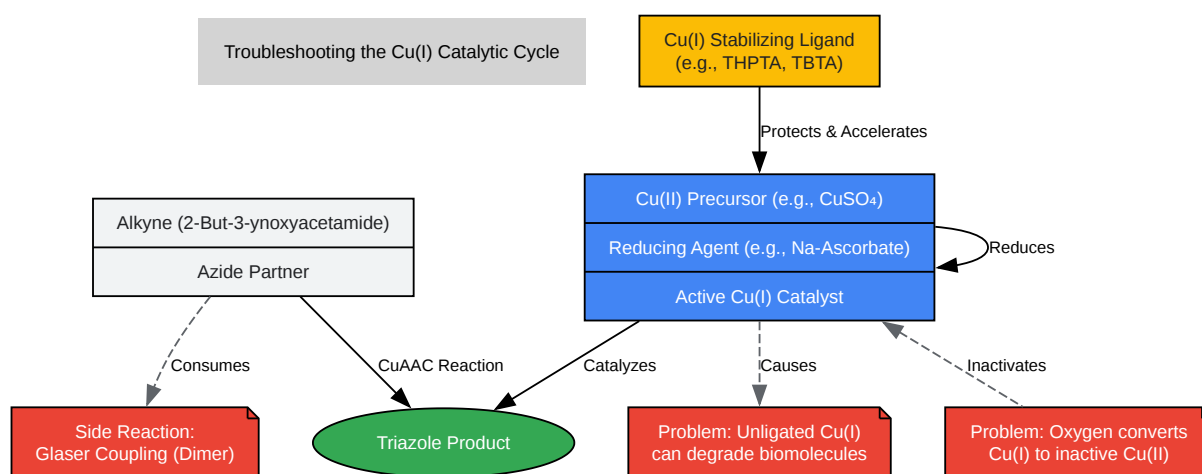 Troubleshooting the Cu(I) Catalytic Cycle
Cu(I) Stabilizing Ligand
(e.g., THPTA, TBTA)
Protects & Accelerates
Alkyne (2-But-3-ynoxyacetamide)
Azide Partner
Cu(II) Precursor (e.g., CuSO₄)
Reducing Agent (e.g., Na-Ascorbate)
Reduces
Active Cu(I) Catalyst
Consumes
CuAAC Reaction
Catalyzes
Causes
Inactivates
Side Reaction:
Glaser Coupling (Dimer)
Triazole Product
Problem: Unligated Cu(I)
can degrade biomolecules
Problem: Oxygen converts
Cu(I) to inactive Cu(II)